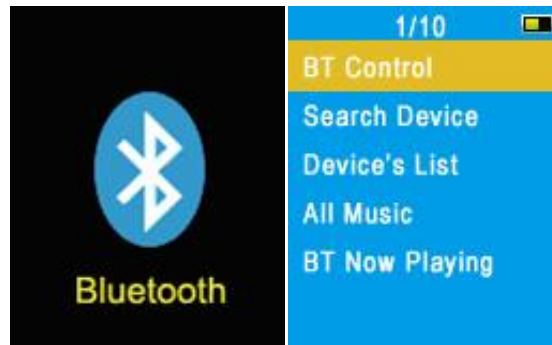 Bluetooth
1/10
BT Control
Search Device
Device's List
All Music
BT Now Playing